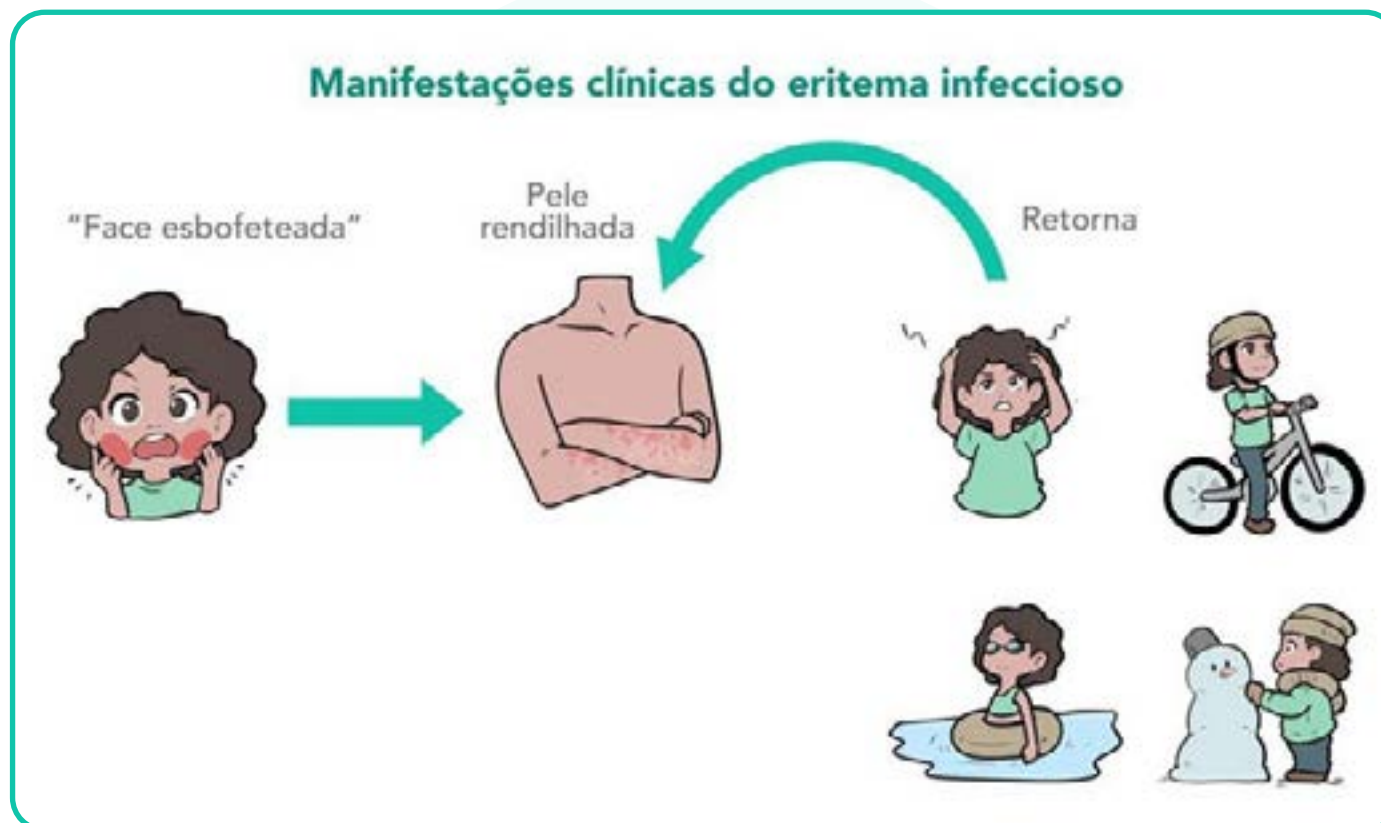 Manifestações clínicas do eritema infeccioso
“Face esbofeteada”
Pele
rendilhada
Retorna